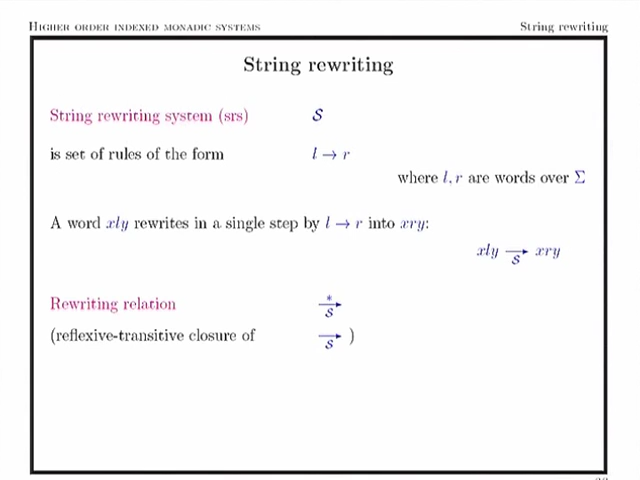 Higher order indexed monadic systems String rewriting
String rewriting
String rewriting system (srs) S
is set of rules of the form l → r
where l, r are words over Σ
A word xly rewrites in a single step by l → r into xry:
xly →S xry
Rewriting relation *→S
(reflexive-transitive closure of →S )